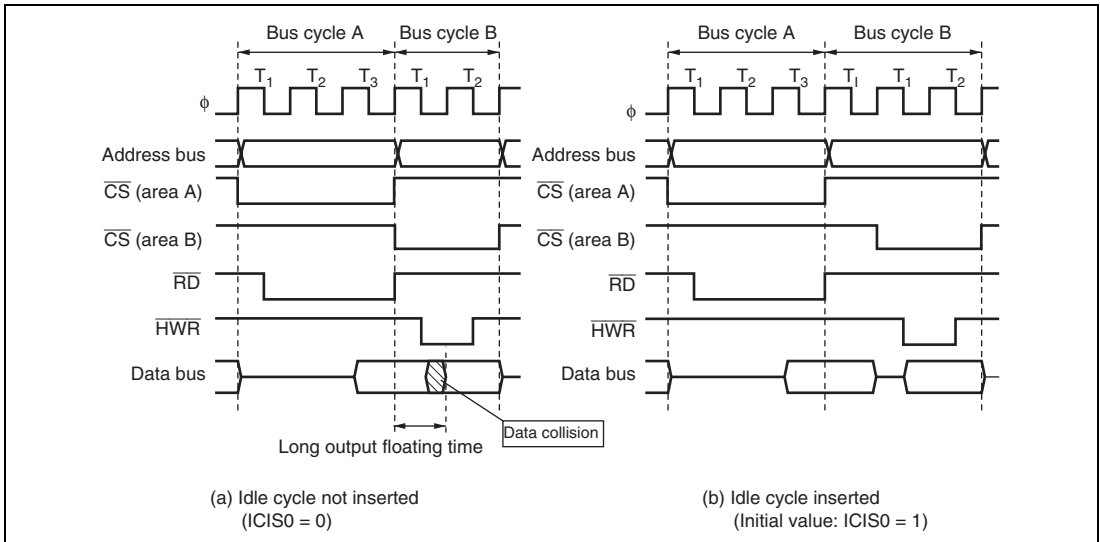 Bus cycle A Bus cycle B
T1 T2 T3 T1 T2
ϕ
Address bus
CS (area A)
CS (area B)
RD
HWR
Data bus
Data collision
Long output floating time
(a) Idle cycle not inserted
(ICIS0 = 0)
Bus cycle A Bus cycle B
T1 T2 T3 TI T1 T2
ϕ
Address bus
CS (area A)
CS (area B)
RD
HWR
Data bus
(b) Idle cycle inserted
(Initial value: ICIS0 = 1)